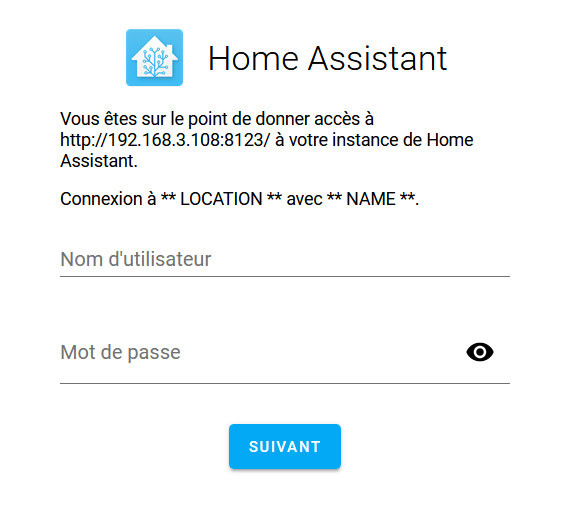 Home Assistant
Vous êtes sur le point de donner accès à
http://192.168.3.108:8123/ à votre instance de Home
Assistant.
Connexion à ** LOCATION ** avec ** NAME **.
Nom d'utilisateur
Mot de passe
SUIVANT